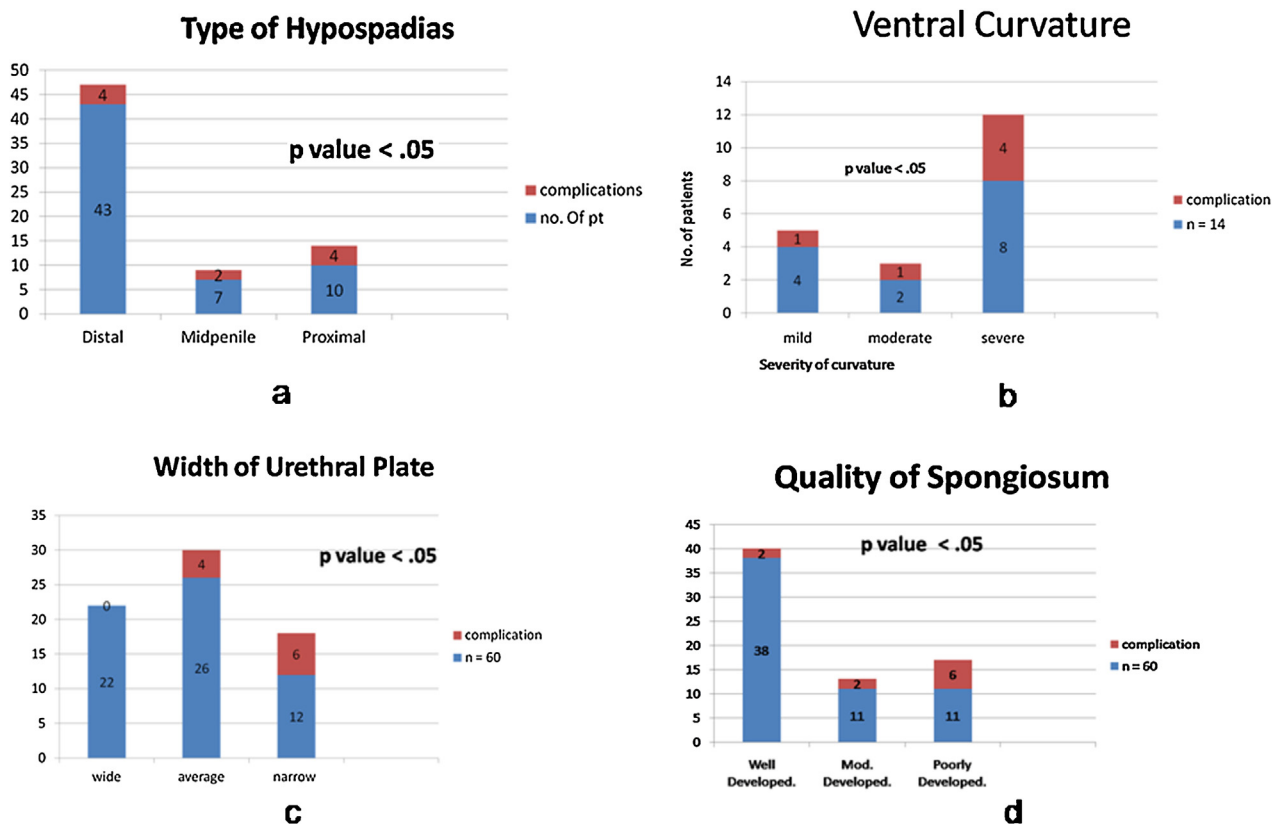 Type of Hypospadias
50
45
40
35
30
25
20
15
10
5
0
4
43
2
7
4
10
p value < .05
complications
no. Of pt
Distal Midpenile Proximal
a
Ventral Curvature
No. of patients
14
12
10
8
6
4
2
0
1
4
1
2
4
8
p value < .05
complication
n = 14
mild moderate severe
Severity of curvature
b
Width of Urethral Plate
35
30
25
20
15
10
5
0
0
22
4
26
6
12
p value < .05
complication
n = 60
wide average narrow
c
Quality of Spongiosum
45
40
35
30
25
20
15
10
5
0
2
38
2
11
6
11
p value < .05
complication
n = 60
Well Mod. Poorly
Developed. Developed. Developed.
d